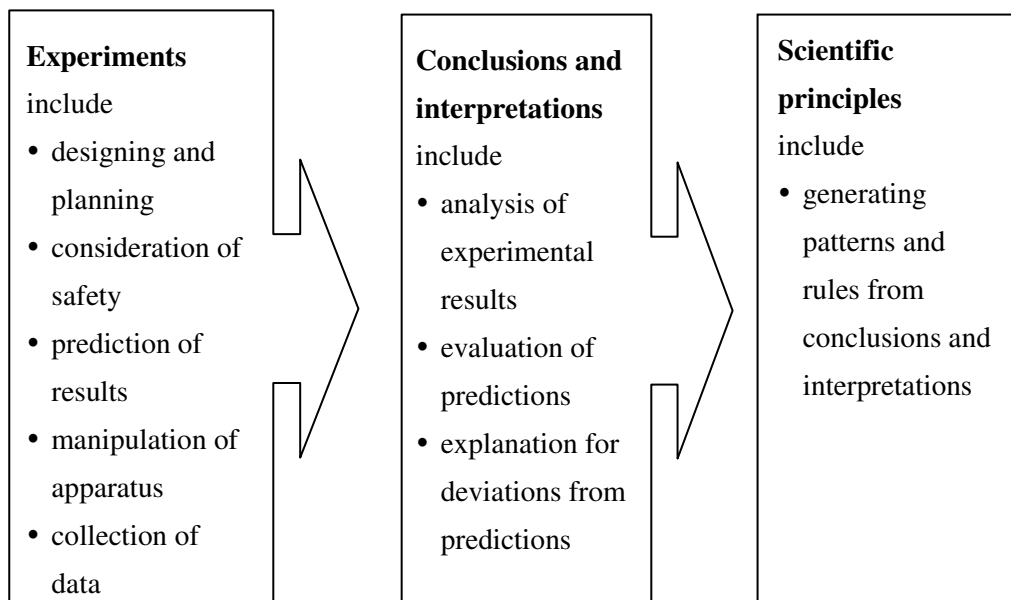 Experiments
include
• designing and
planning
• consideration of
safety
• prediction of
results
• manipulation of
apparatus
• collection of
data
Conclusions and
interpretations
include
• analysis of
experimental
results
• evaluation of
predictions
• explanation for
deviations from
predictions
Scientific
principles
include
• generating
patterns and
rules from
conclusions and
interpretations